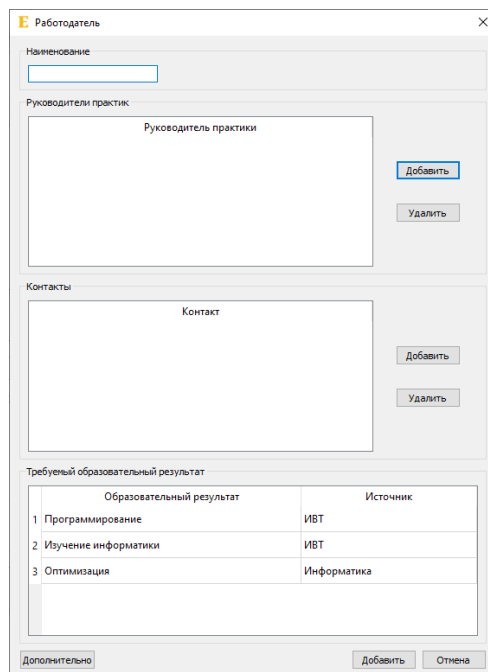 E Работодатель
Наименование
Руководители практик
Руководитель практики
Добавить
Удалить
Контакты
Контакт
Добавить
Удалить
Требуемый образовательный результат
Образовательный результат Источник
1 Программирование ИВТ
2 Изучение информатики ИВТ
3 Оптимизация Информатика
Дополнительно Добавить Отмена